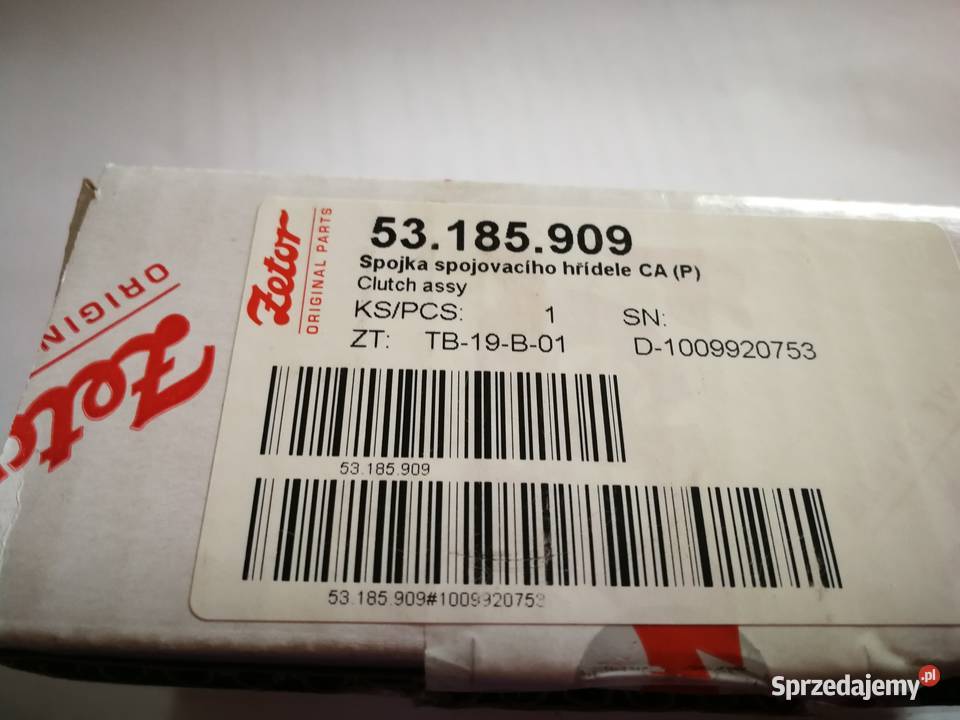 Zetor
ORIGINAL PARTS
53.185.909
Spojka spojovacího hřídele CA (P)
Clutch assy
KS/PCS: 1 SN:
ZT: TB-19-B-01 D-1009920753
53.185.909
53.185.909#1009920753
ORIGIN
Zetor
Sprzedajemy.pl